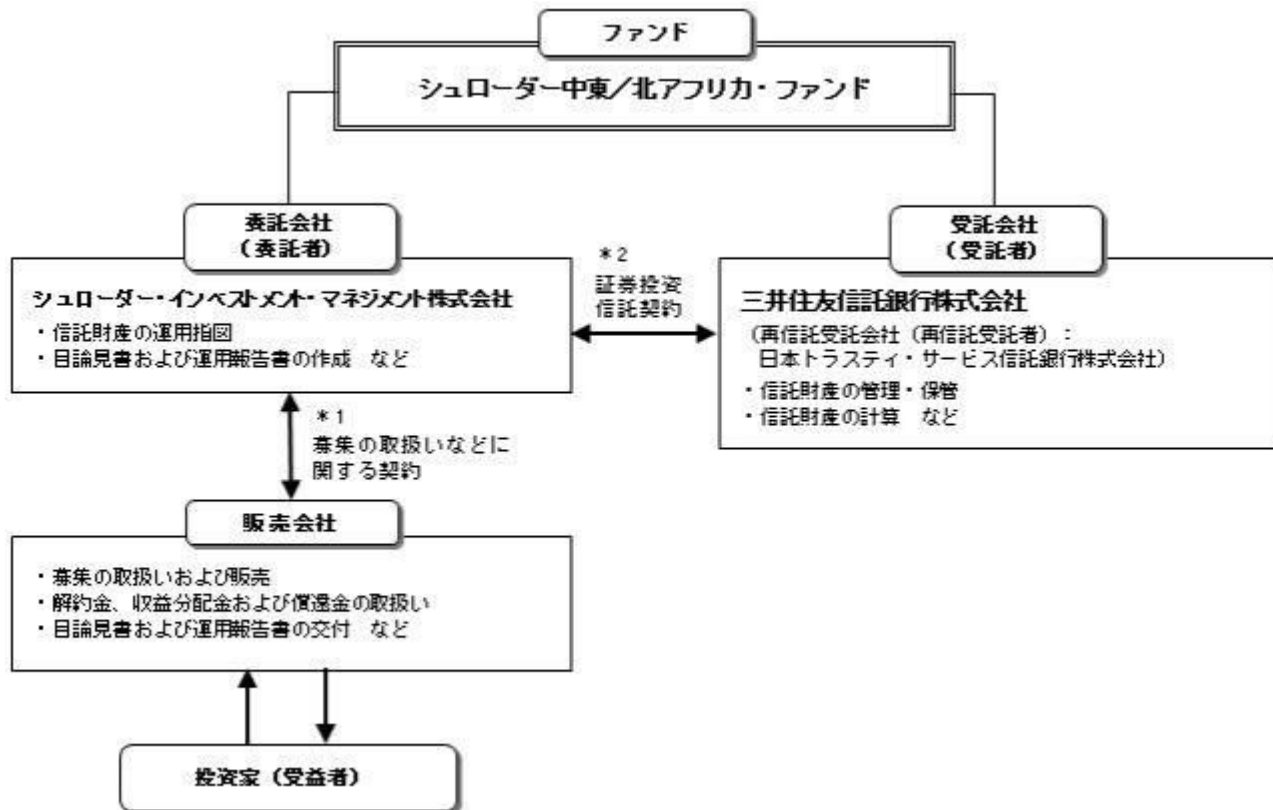 ファンド
シュローダー中東／北アフリカ・ファンド
委託会社
（委託者）
シュローダー・インベストメント・マネジメント株式会社
・信託財産の運用指図
・目論見書および運用報告書の作成　など
＊2
証券投資
信託契約
受託会社
（受託者）
三井住友信託銀行株式会社
（再信託受託会社（再信託受託者）：
日本トラスティ・サービス信託銀行株式会社）
・信託財産の管理・保管
・信託財産の計算　など
＊1
募集の取扱いなどに
関する契約
販売会社
・募集の取扱いおよび販売
・解約金、収益分配金および償還金の取扱い
・目論見書および運用報告書の交付　など
投資家（受益者）